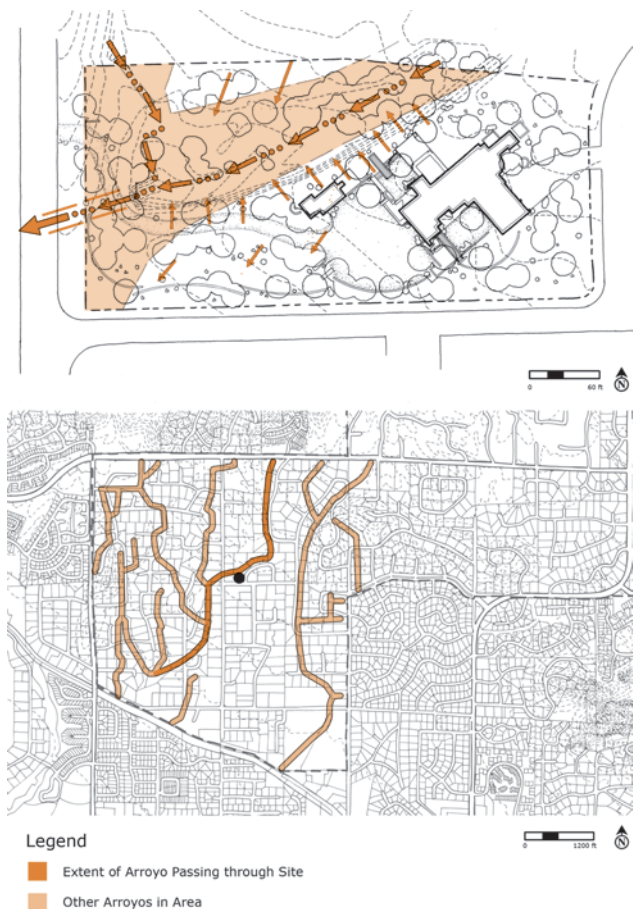 0 60 ft N
0 1200 ft N
Legend
Extent of Arroyo Passing through Site
Other Arroyos in Area